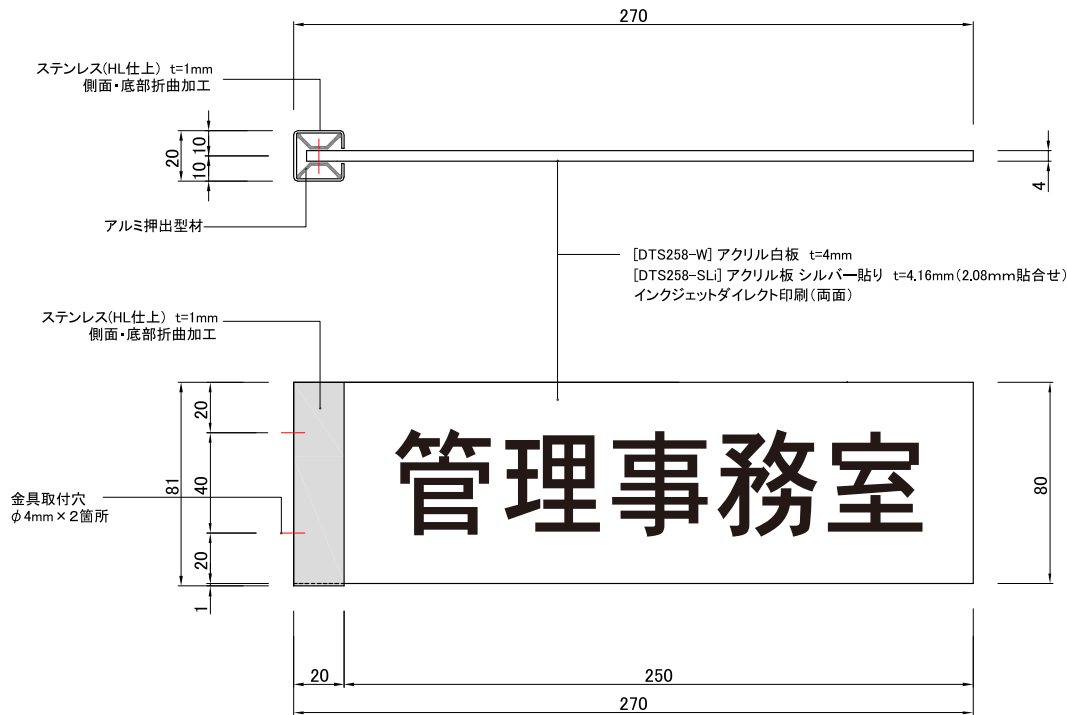 270
ステンレス(HL仕上) t=1mm
側面・底部折曲加工
20
10
10
4
アルミ押出型材
[DTS258-W] アクリル白板 t=4mm
[DTS258-SLi] アクリル板 シルバー貼り t=4.16mm(2.08mm貼合せ)
インクジェットダイレクト印刷(両面)
ステンレス(HL仕上) t=1mm
側面・底部折曲加工
管理事務室
81
20
40
20
1
80
金具取付穴
φ4mm×2箇所
20
250
270